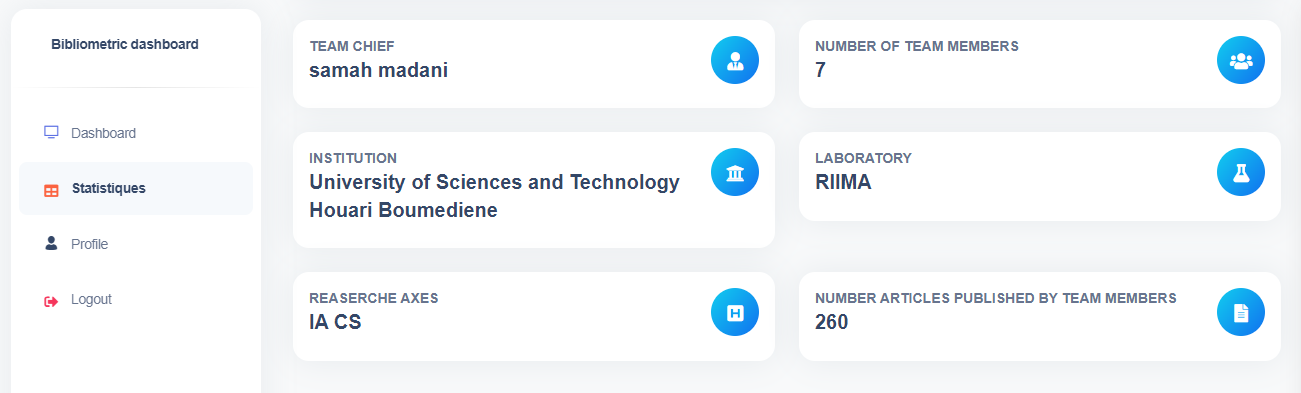 Bibliometric dashboard
Dashboard
Statistiques
Profile
Logout
TEAM CHIEF
samah madani
NUMBER OF TEAM MEMBERS
7
INSTITUTION
University of Sciences and Technology
Houari Boumediene
LABORATORY
RIIMA
REASERCHE AXES
IA CS
NUMBER ARTICLES PUBLISHED BY TEAM MEMBERS
260